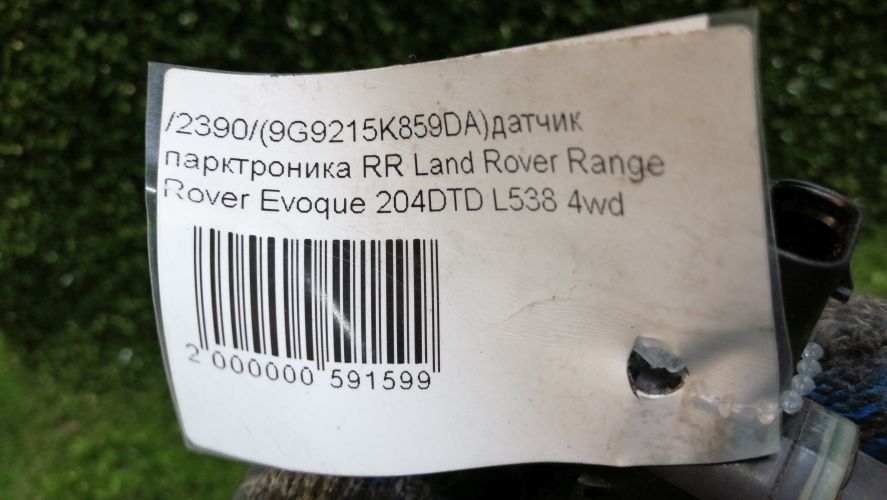 /2390/(9G9215K859DA)датчик
парктроника RR Land Rover Range
Rover Evoque 204DTD L538 4wd
2 000000 591599